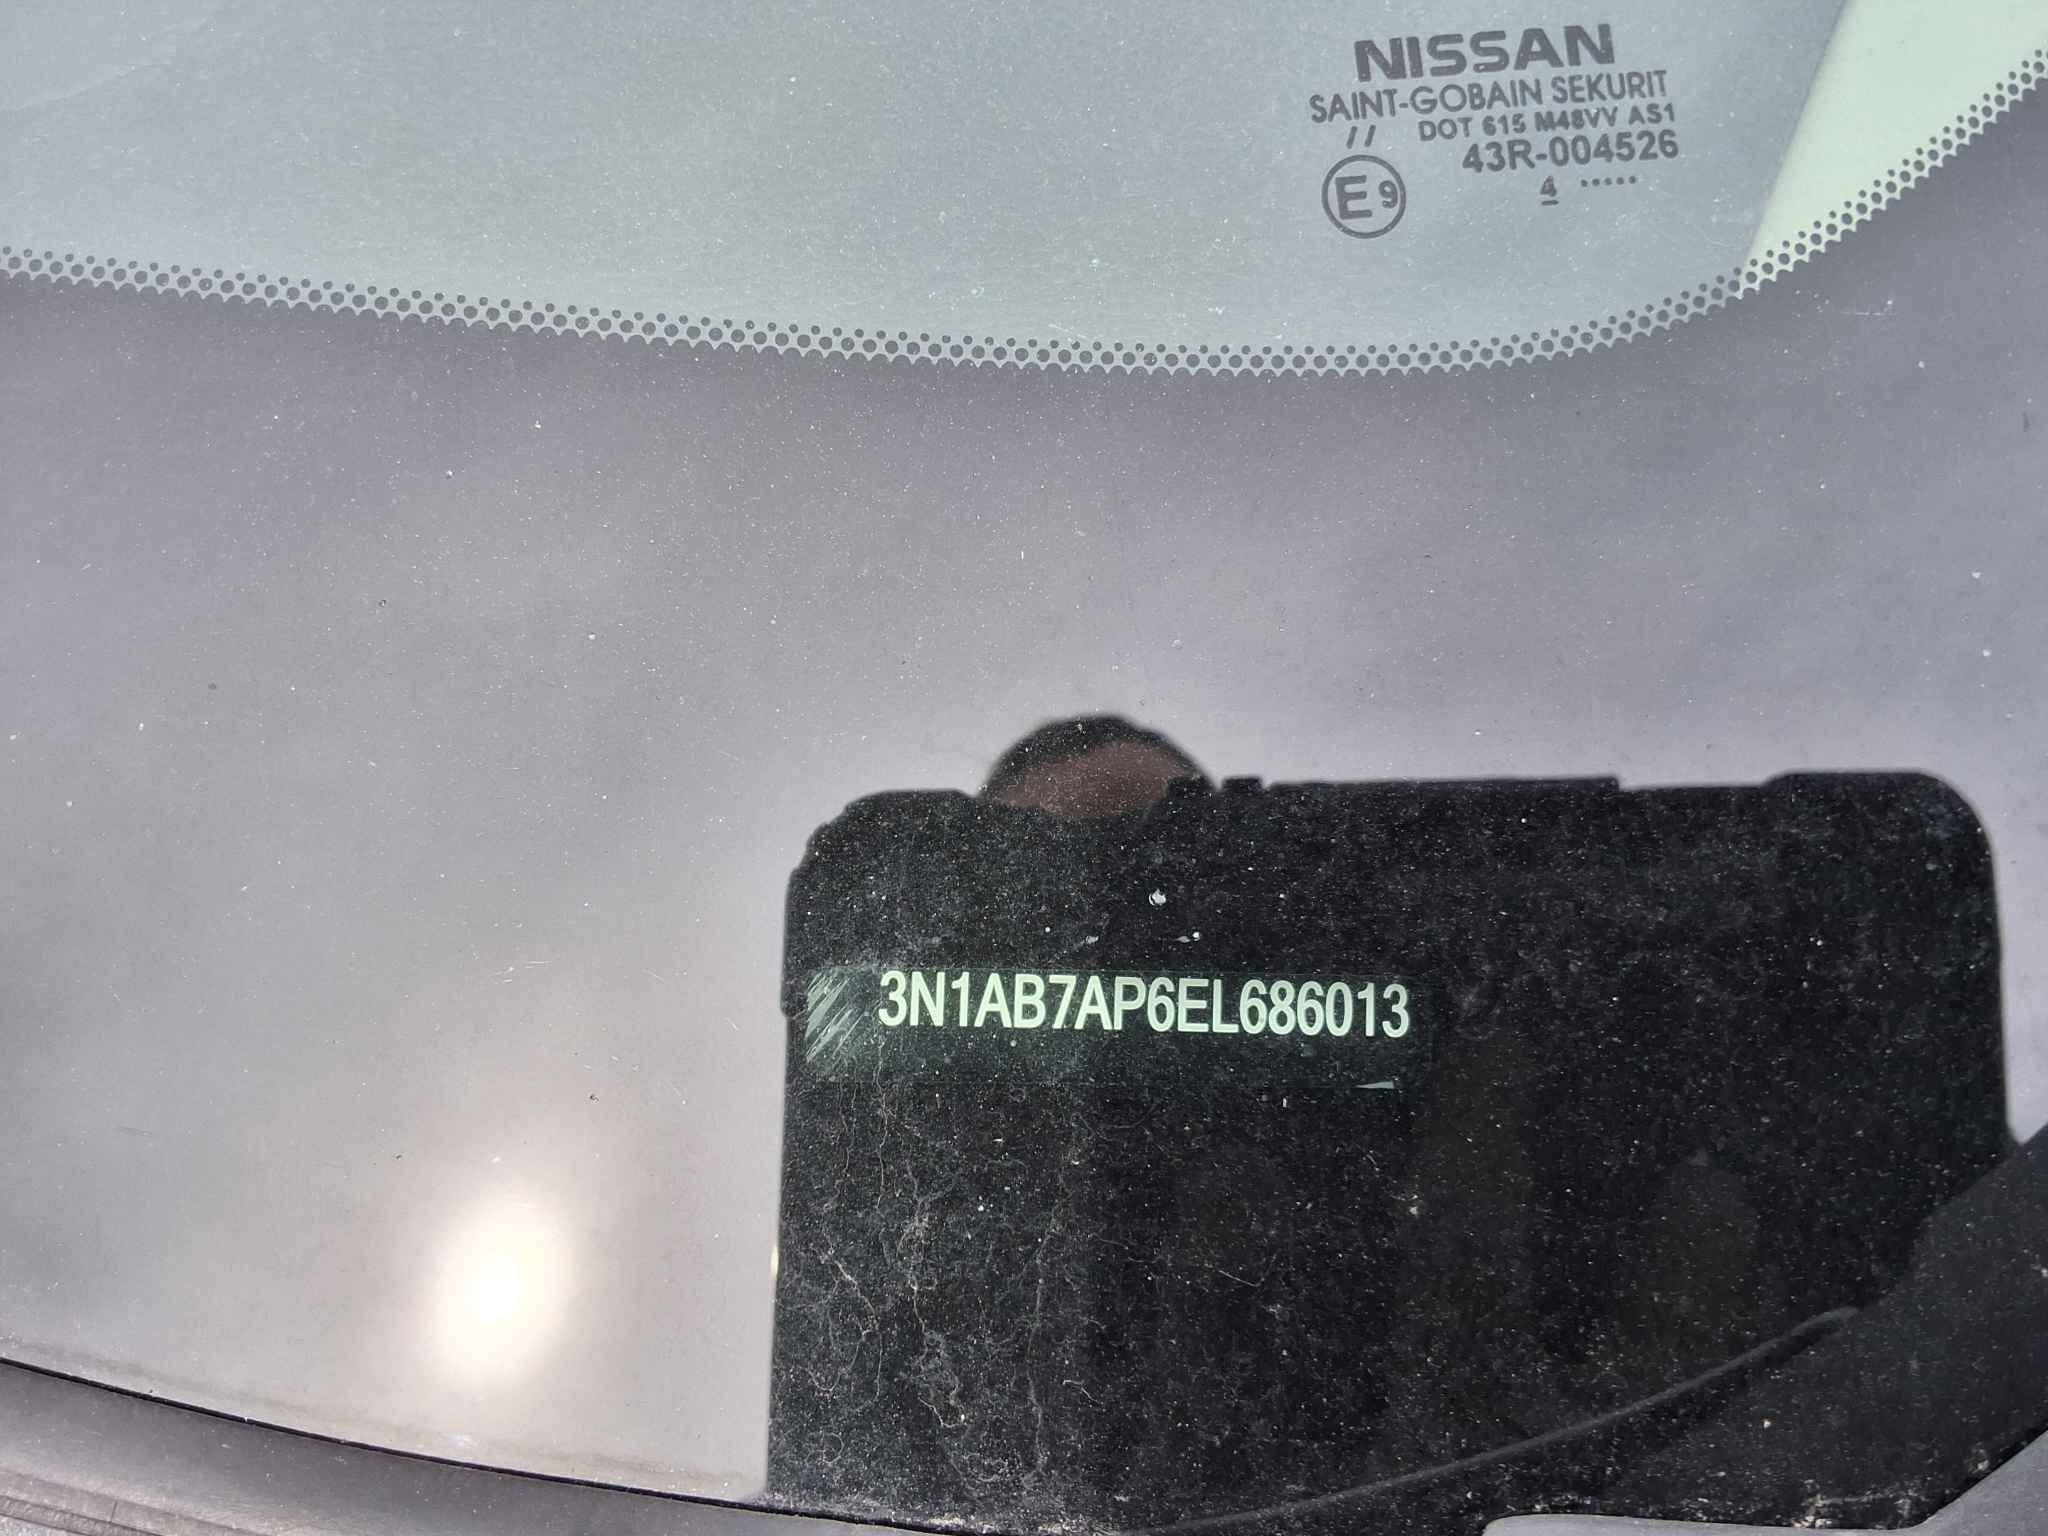 NISSAN
SAINT-GOBAIN SEKURIT
DOT 615 M48VV AS1
43R-004526
E9
4 .....
3N1AB7AP6EL686013